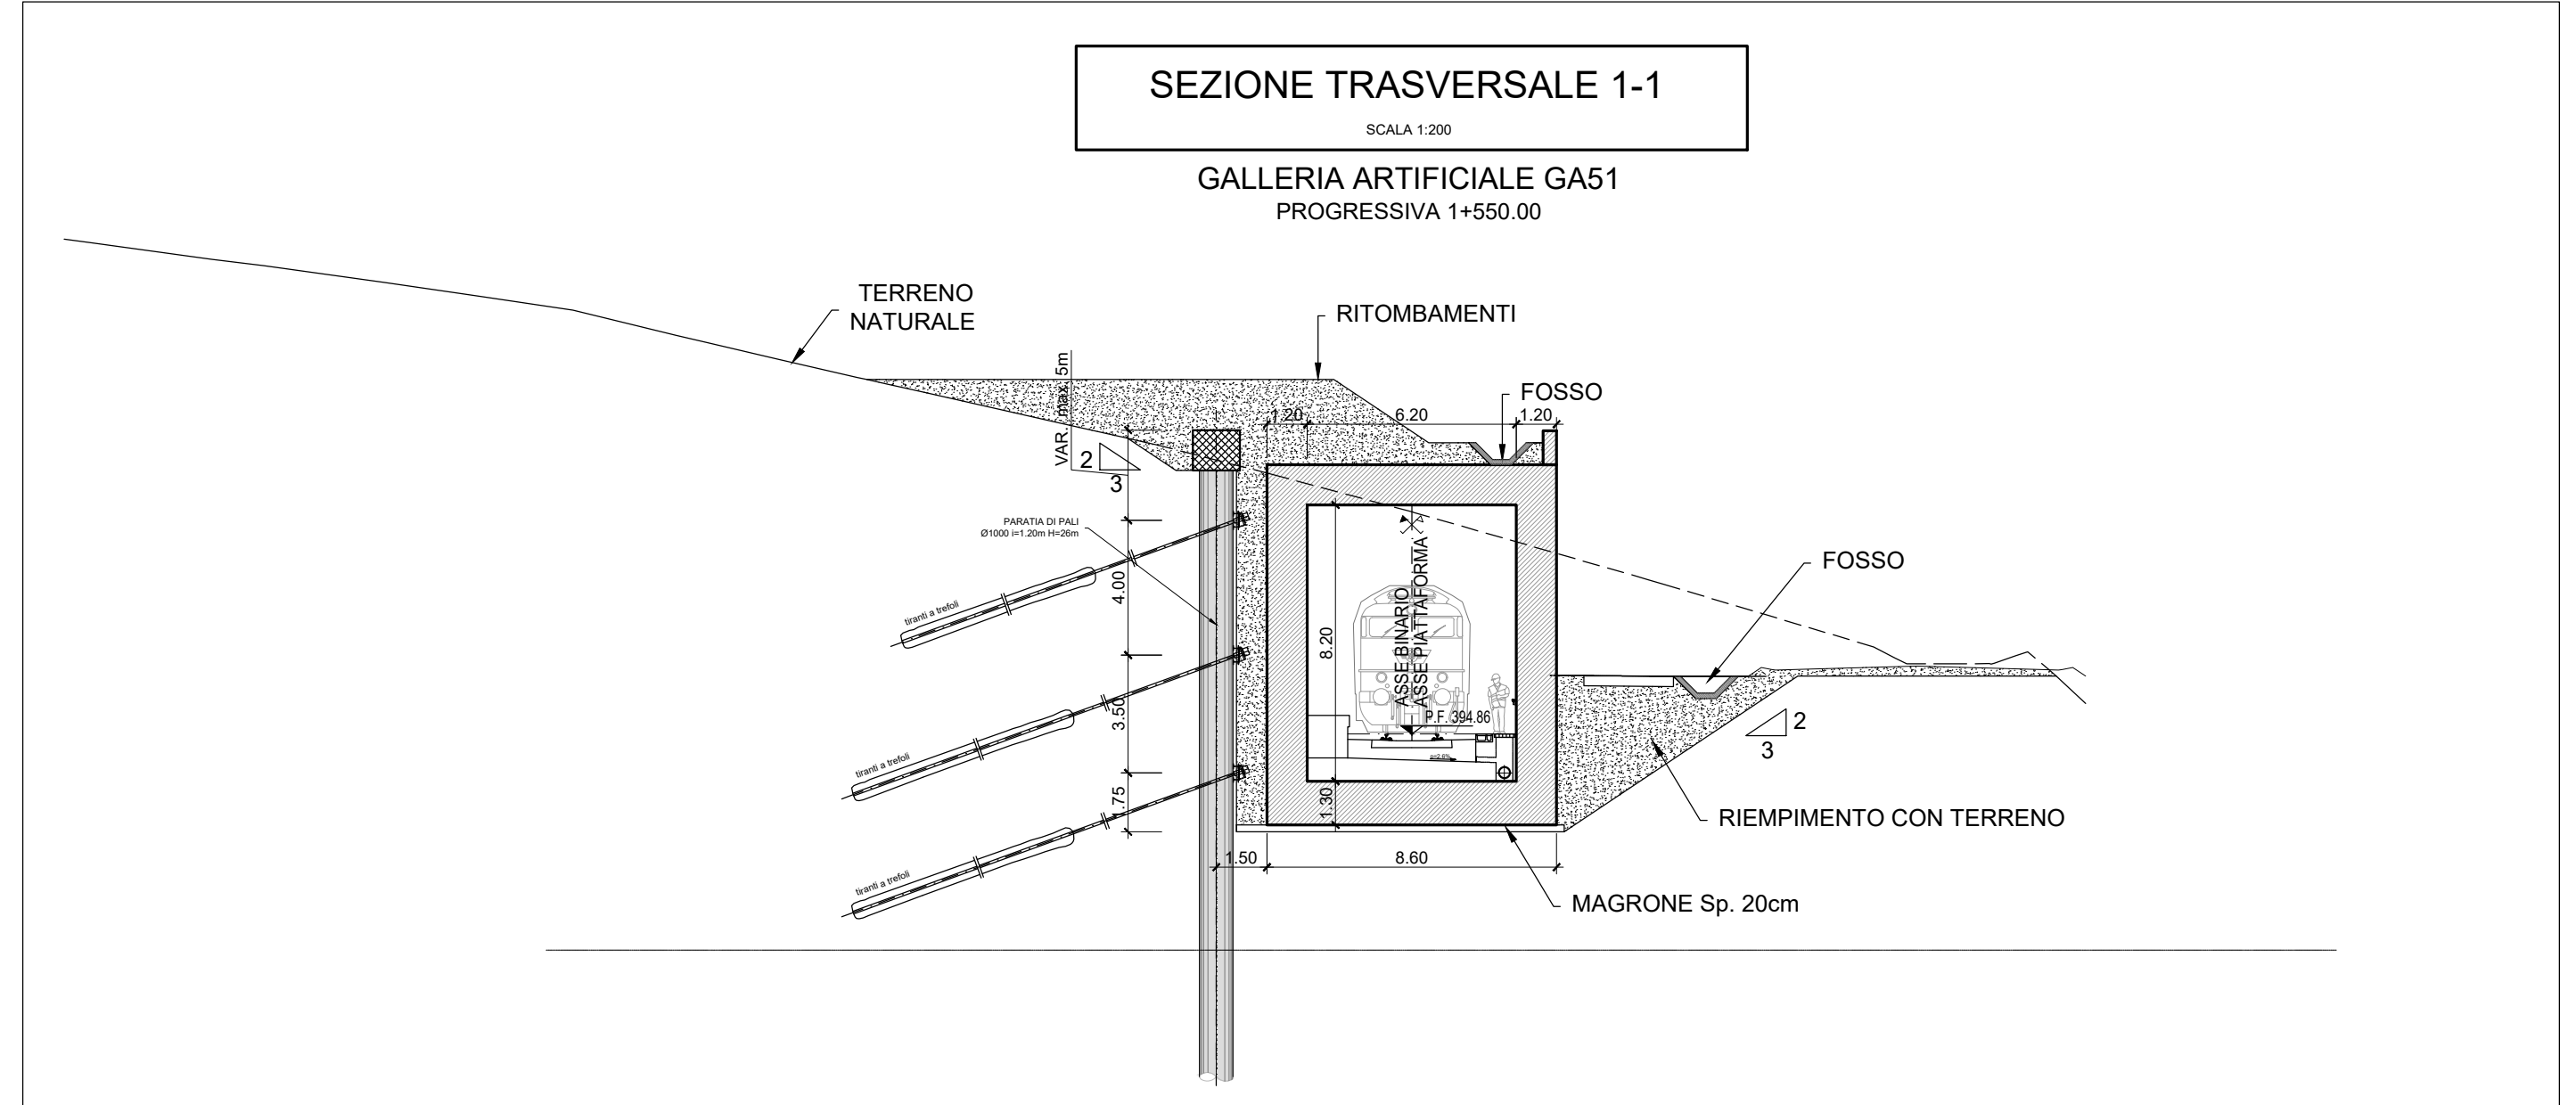 SEZIONE TRASVERSALE 1-1
SCALA 1:200
GALLERIA ARTIFICIALE GA51
PROGRESSIVA 1+550.00
TERRENO
NATURALE
RITOMBAMENTI
VAR. max. 5m
FOSSO
1.20
6.20
1.20
2
3
PARATIA DI PALI
Ø1000 i=1.20m H=26m
4.00
tiranti a trefoli
8.20
ASSE BINARIO
ASSE PIATTAFORMA
FOSSO
P.F. 394.86
3.50
2
3
tiranti a trefoli
1.75
1.30
RIEMPIMENTO CON TERRENO
1.50
8.60
tiranti a trefoli
MAGRONE Sp. 20cm